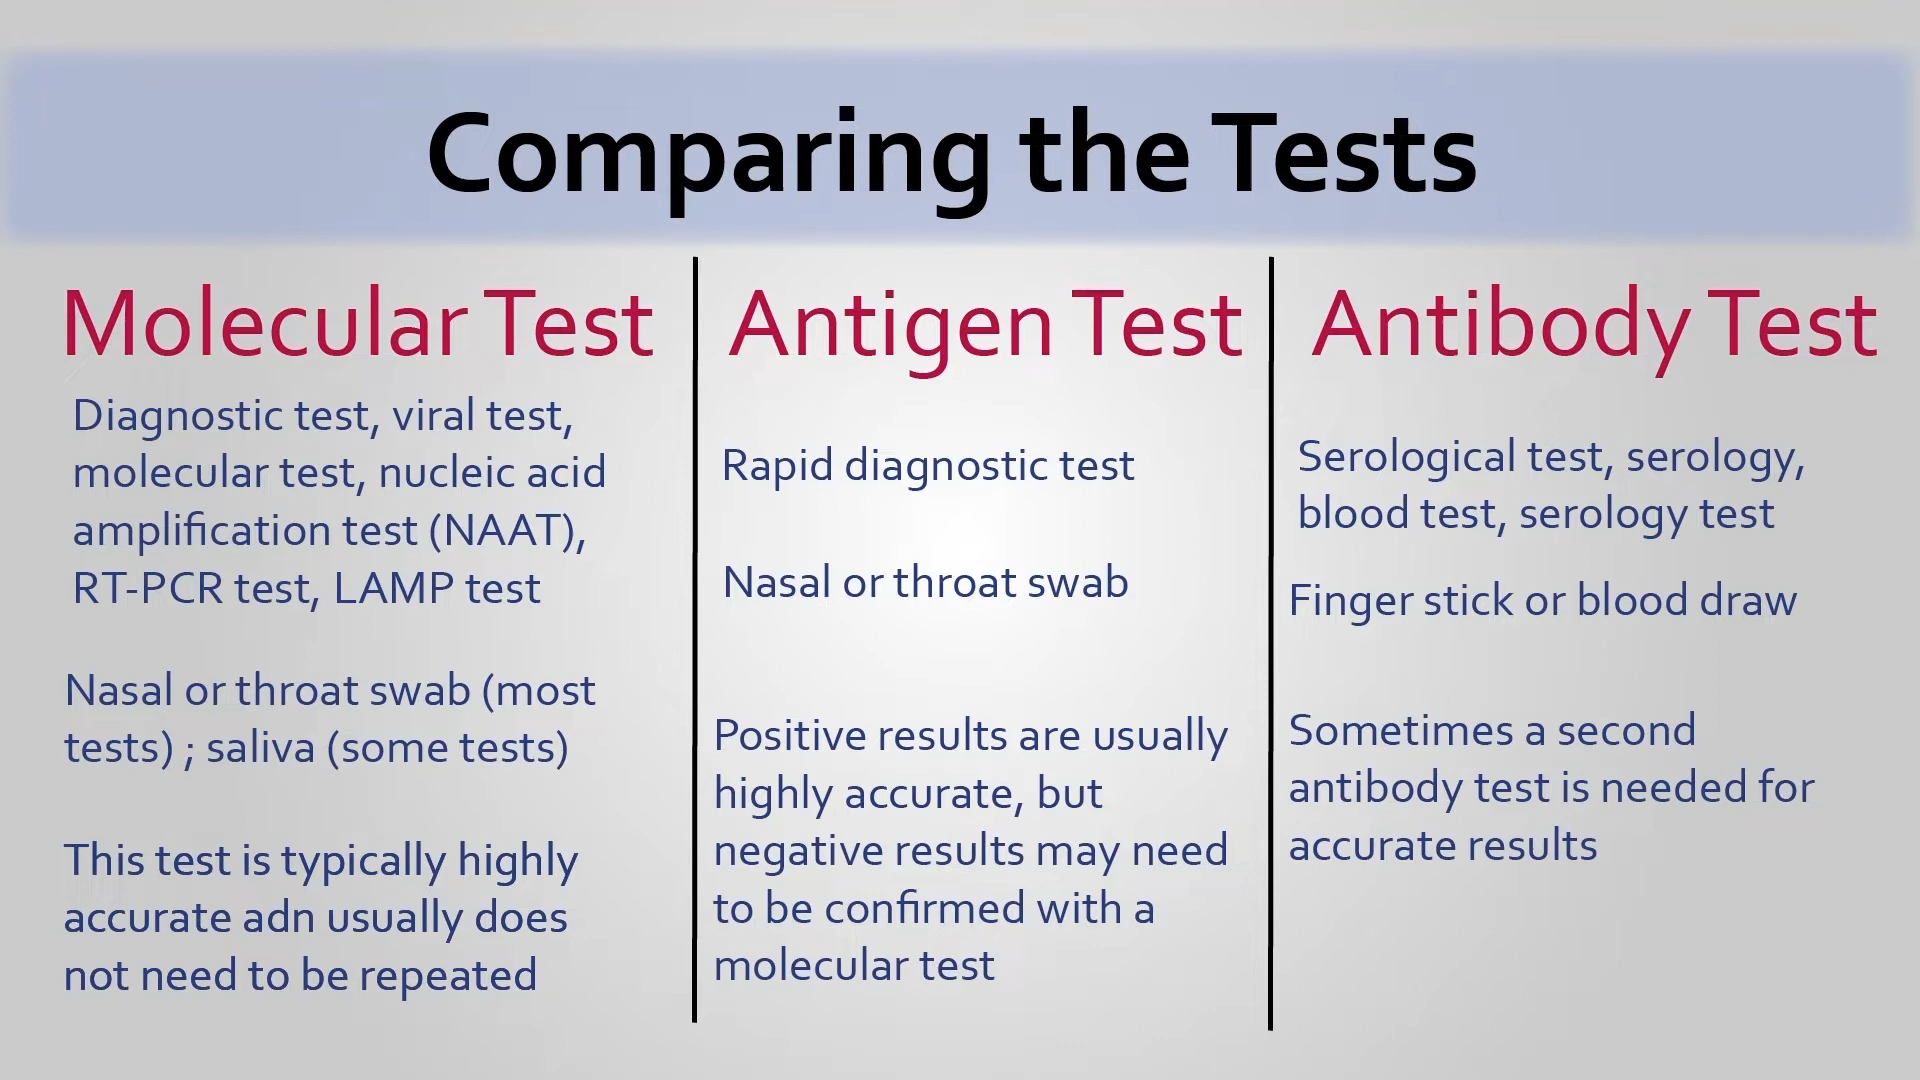 Comparing the Tests
Molecular Test
Diagnostic test, viral test,
molecular test, nucleic acid
amplification test (NAAT),
RT-PCR test, LAMP test
Nasal or throat swab (most
tests) ; saliva (some tests)
This test is typically highly
accurate adn usually does
not need to be repeated
Antigen Test
Rapid diagnostic test
Nasal or throat swab
Positive results are usually
highly accurate, but
negative results may need
to be confirmed with a
molecular test
Antibody Test
Serological test, serology,
blood test, serology test
Finger stick or blood draw
Sometimes a second
antibody test is needed for
accurate results